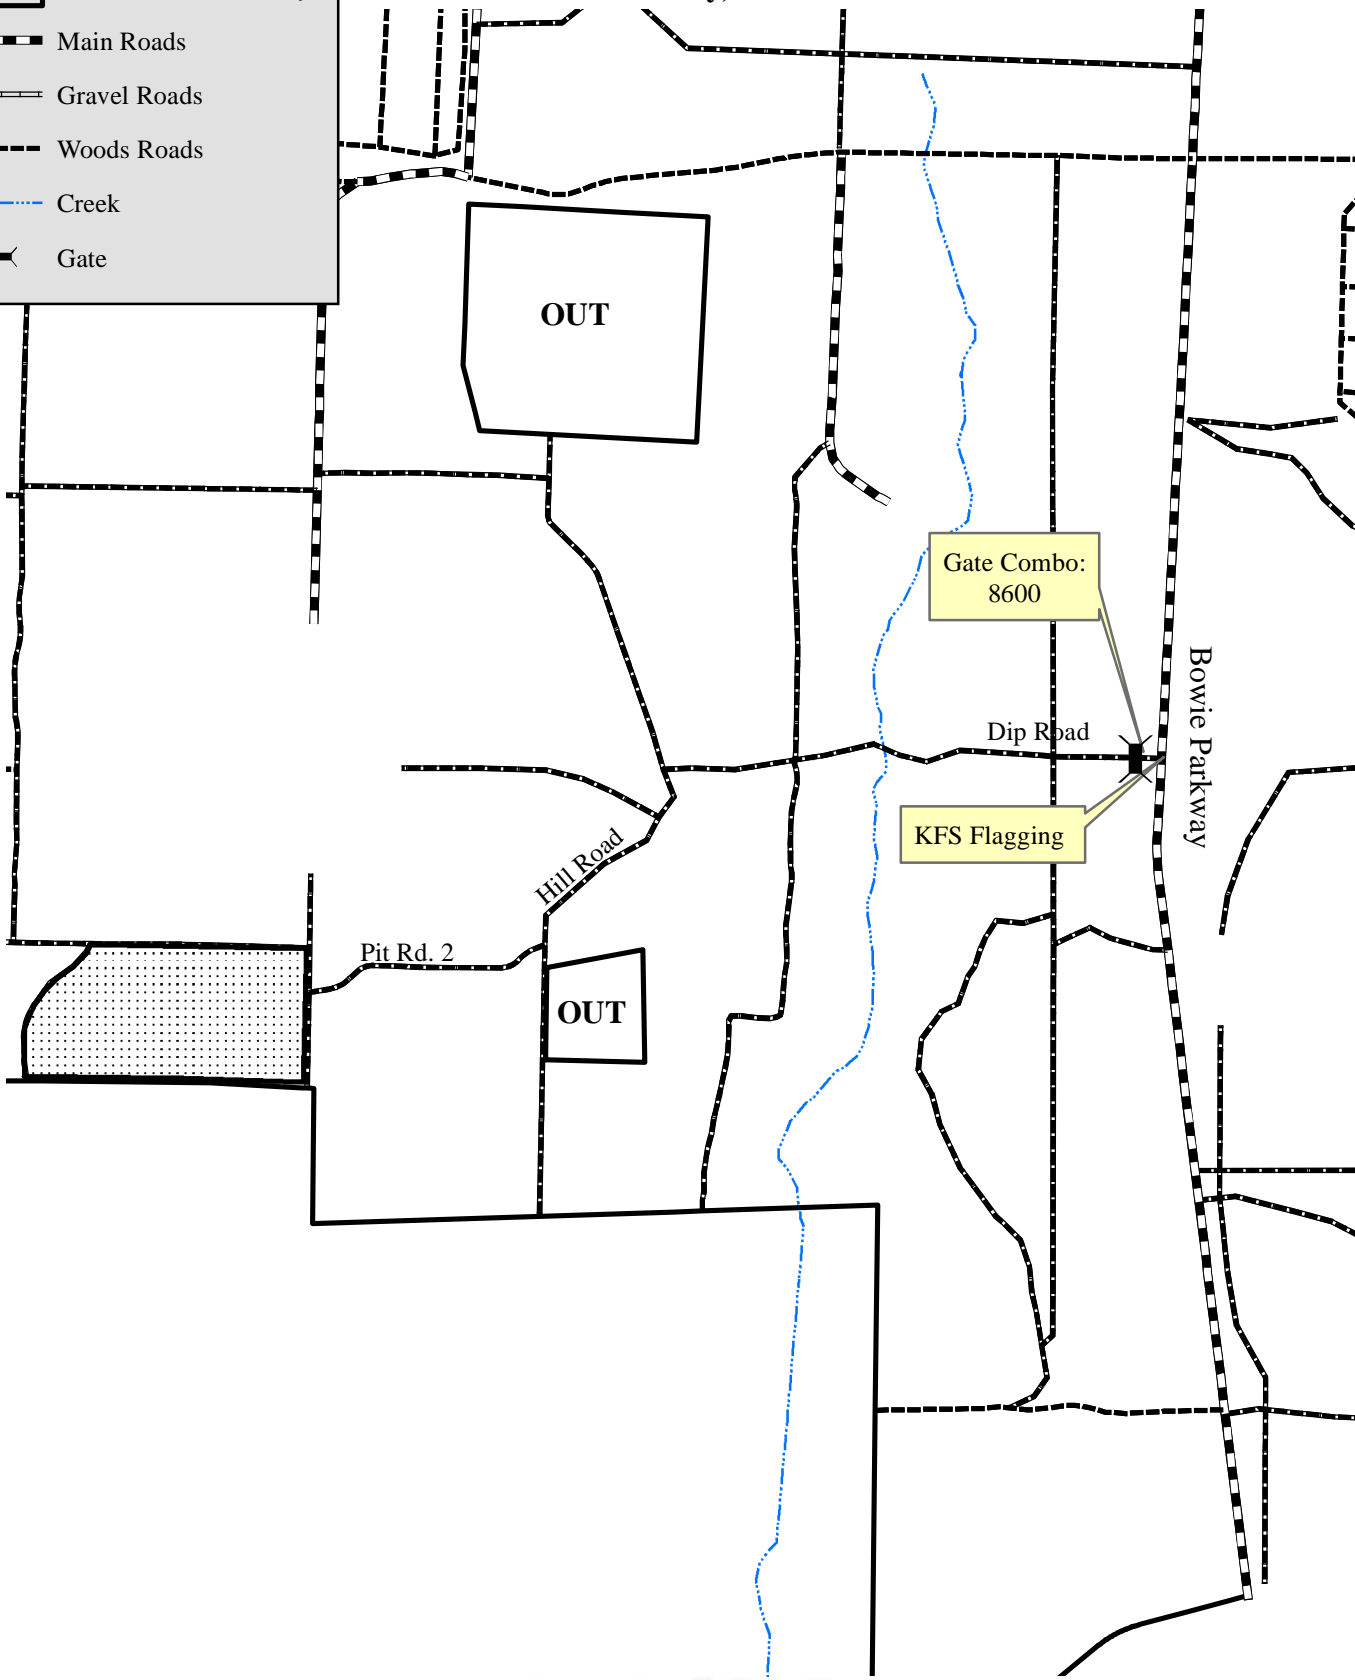 Main Roads
Gravel Roads
Woods Roads
Creek
Gate
OUT
Gate Combo:
8600
Bowie Parkway
Dip Road
KFS Flagging
Hill Road
Pit Rd. 2
OUT